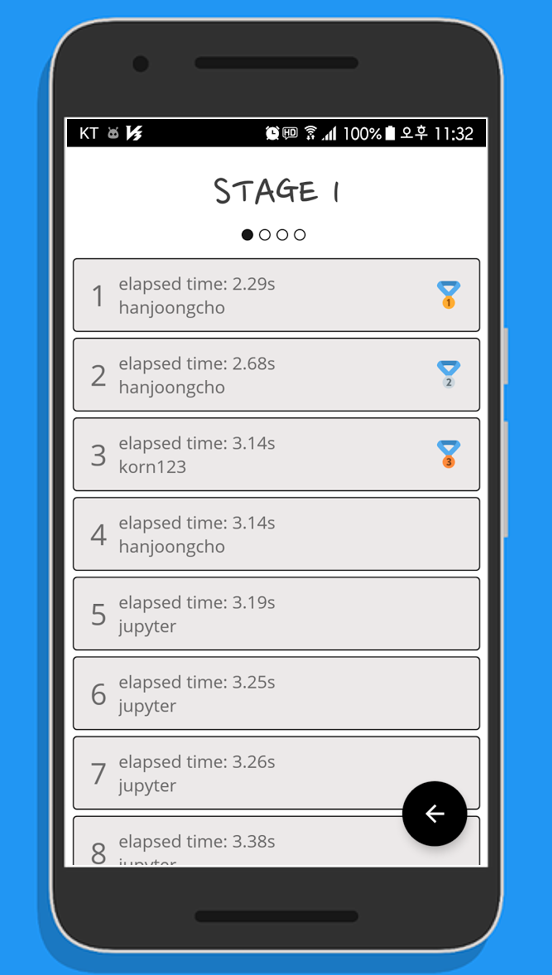 KT HD 100% 오후 11:32
STAGE 1
1 elapsed time: 2.29s
hanjoongcho
1
2 elapsed time: 2.68s
hanjoongcho
2
3 elapsed time: 3.14s
korn123
3
4 elapsed time: 3.14s
hanjoongcho
5 elapsed time: 3.19s
jupyter
6 elapsed time: 3.25s
jupyter
7 elapsed time: 3.26s
jupyter
8 elapsed time: 3.38s
jupyter